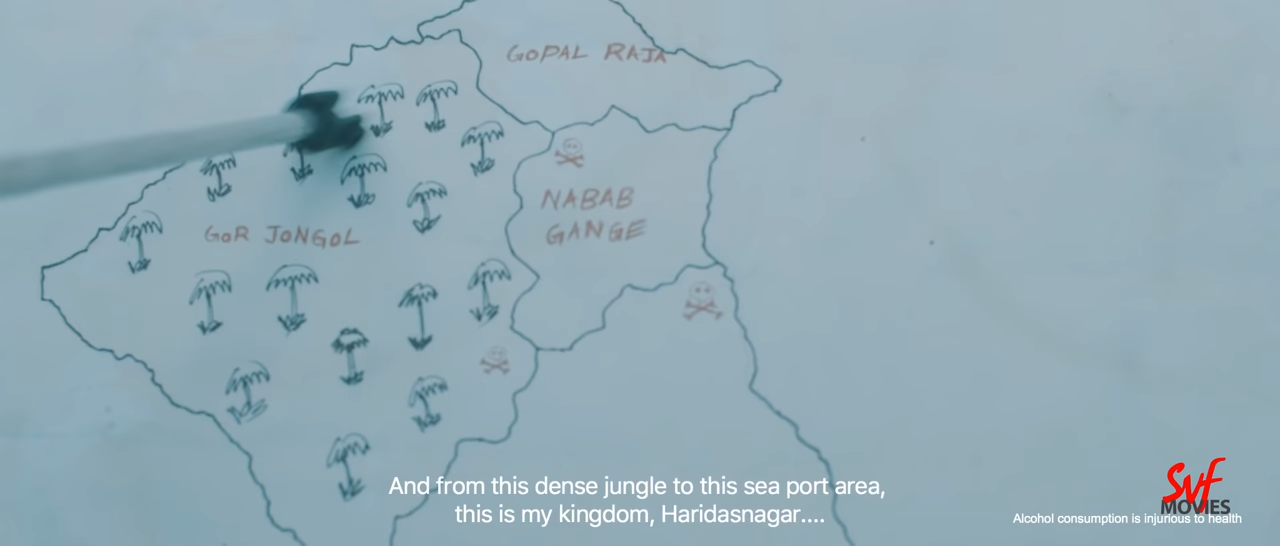 GOPAL RAJA
NABAB
GANGE
GOR JONGOL
And from this dense jungle to this sea port area,
this is my kingdom, Haridasnagar....
Svf
MOVIES
Alcohol consumption is injurious to health